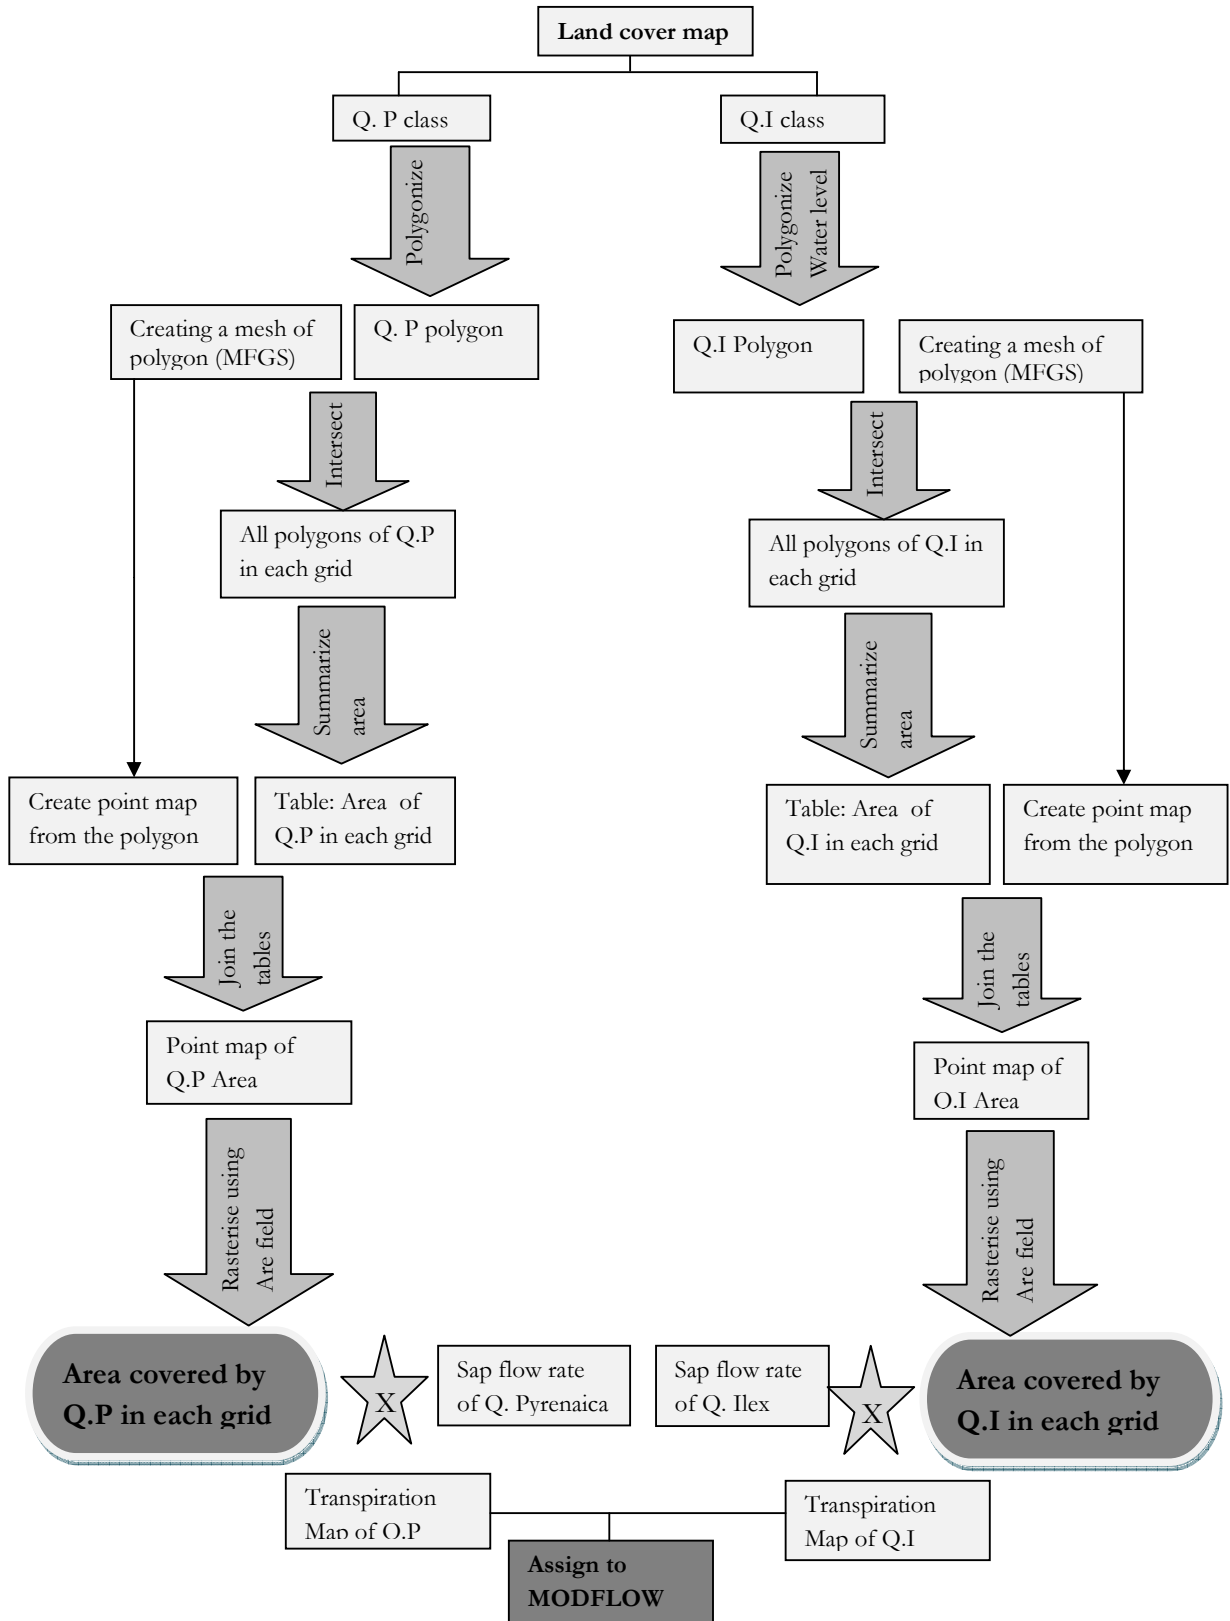 Land cover map
Q. P class
Q.I class
Polygonize
Polygonize
Water level
Creating a mesh of
polygon (MFGS)
Q. P polygon
Q.I Polygon
Creating a mesh of
polygon (MFGS)
Intersect
Intersect
All polygons of Q.P
in each grid
All polygons of Q.I in
each grid
Summarize
area
Summarize
area
Create point map
from the polygon
Table: Area of
Q.P in each grid
Table: Area of
Q.I in each grid
Create point map
from the polygon
Join the
tables
Join the
tables
Point map of
Q.P Area
Point map of
O.I Area
Rasterise using
Are field
Rasterise using
Are field
Area covered by
Q.P in each grid
X
Sap flow rate
of Q. Pyrenaica
Sap flow rate
of Q. Ilex
X
Area covered by
Q.I in each grid
Transpiration
Map of O.P
Transpiration
Map of Q.I
Assign to
MODFLOW